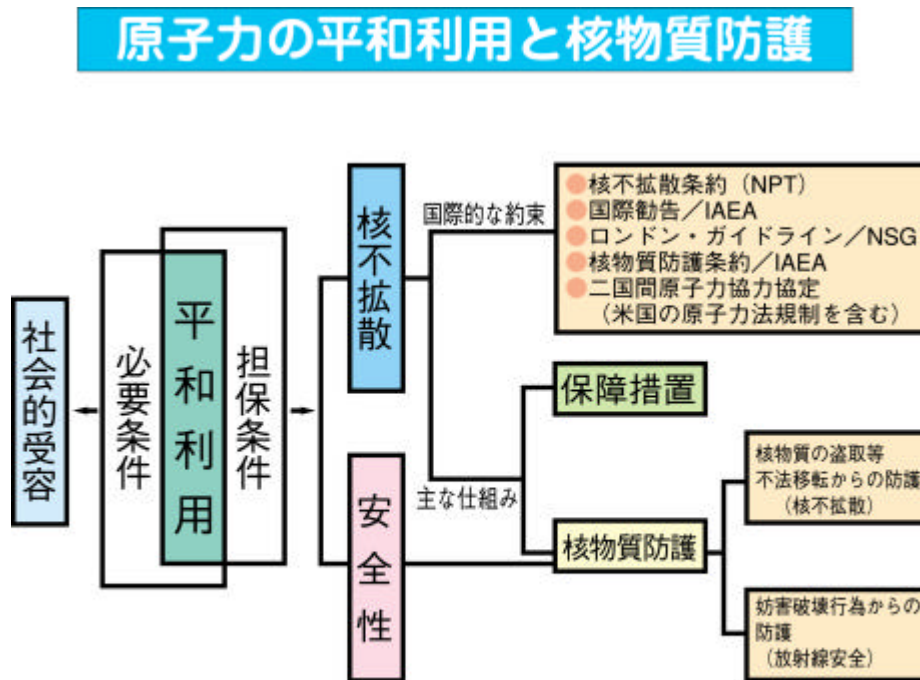 原子力の平和利用と核物質防護
社会的受容
必要条件
平和利用
担保条件
核不拡散
安全性
国際的な約束
●核不拡散条約（NPT）
●国際勧告／IAEA
●ロンドン・ガイドライン／NSG
●核物質防護条約／IAEA
●二国間原子力協力協定
（米国の原子力法規制を含む）
主な仕組み
保障措置
核物質防護
核物質の盗取等
不法移転からの防護
（核不拡散）
妨害破壊行為からの
防護
（放射線安全）